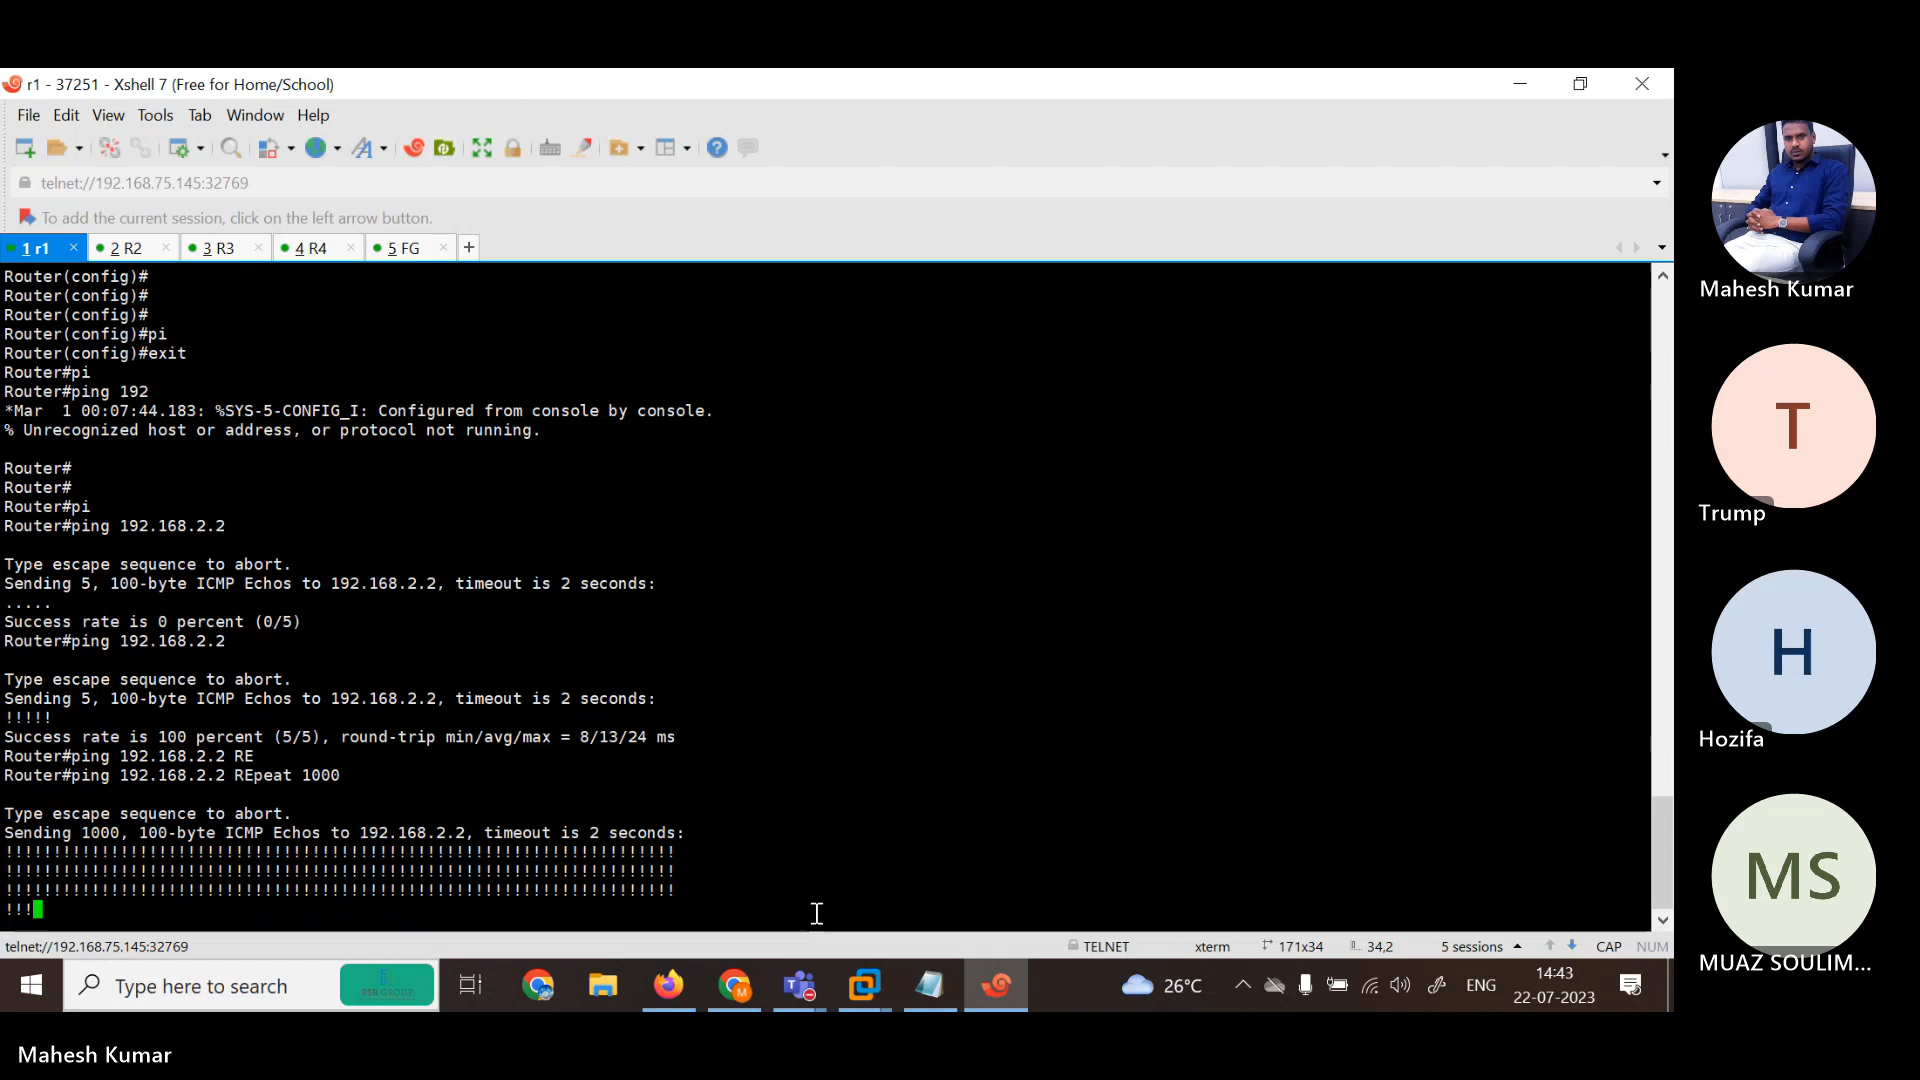 r1 - 37251 - Xshell 7 (Free for Home/School)
File Edit View Tools Tab Window Help
telnet://192.168.75.145:32769
To add the current session, click on the left arrow button.
1 r1 2 R2 3 R3 4 R4 5 FG
Router(config)#
Router(config)#
Router(config)#
Router(config)#pi
Router(config)#exit
Router#pi
Router#ping 192
*Mar  1 00:07:44.183: %SYS-5-CONFIG_I: Configured from console by console.
% Unrecognized host or address, or protocol not running.
Router#
Router#
Router#pi
Router#ping 192.168.2.2
Type escape sequence to abort.
Sending 5, 100-byte ICMP Echos to 192.168.2.2, timeout is 2 seconds:
.....
Success rate is 0 percent (0/5)
Router#ping 192.168.2.2
Type escape sequence to abort.
Sending 5, 100-byte ICMP Echos to 192.168.2.2, timeout is 2 seconds:
!!!!!
Success rate is 100 percent (5/5), round-trip min/avg/max = 8/13/24 ms
Router#ping 192.168.2.2 RE
Router#ping 192.168.2.2 REpeat 1000
Type escape sequence to abort.
Sending 1000, 100-byte ICMP Echos to 192.168.2.2, timeout is 2 seconds:
!!!!!!!!!!!!!!!!!!!!!!!!!!!!!!!!!!!!!!!!!!!!!!!!!!!!!!!!!!!!!!!!!!!!!!
!!!!!!!!!!!!!!!!!!!!!!!!!!!!!!!!!!!!!!!!!!!!!!!!!!!!!!!!!!!!!!!!!!!!!!
!!!!!!!!!!!!!!!!!!!!!!!!!!!!!!!!!!!!!!!!!!!!!!!!!!!!!!!!!!!!!!!!!!!!!!
!!!
telnet://192.168.75.145:32769 TELNET xterm 171x34 34,2 5 sessions CAP NUM
Type here to search PSB GROUP 26°C ENG 14:43
22-07-2023
Mahesh Kumar
T
Trump
H
Hozifa
MS
MUAZ SOULIM...
Mahesh Kumar